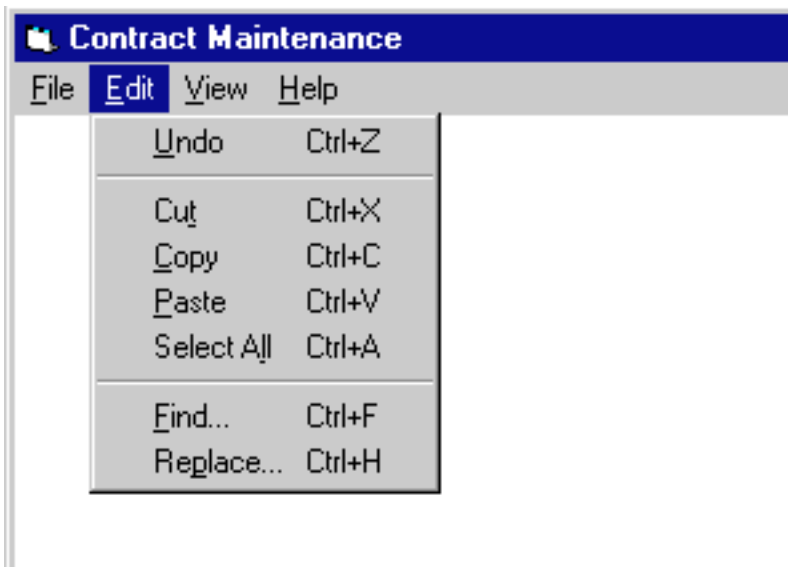 Contract Maintenance
File Edit View Help
Undo Ctrl+Z
Cut Ctrl+X
Copy Ctrl+C
Paste Ctrl+V
Select All Ctrl+A
Find... Ctrl+F
Replace... Ctrl+H